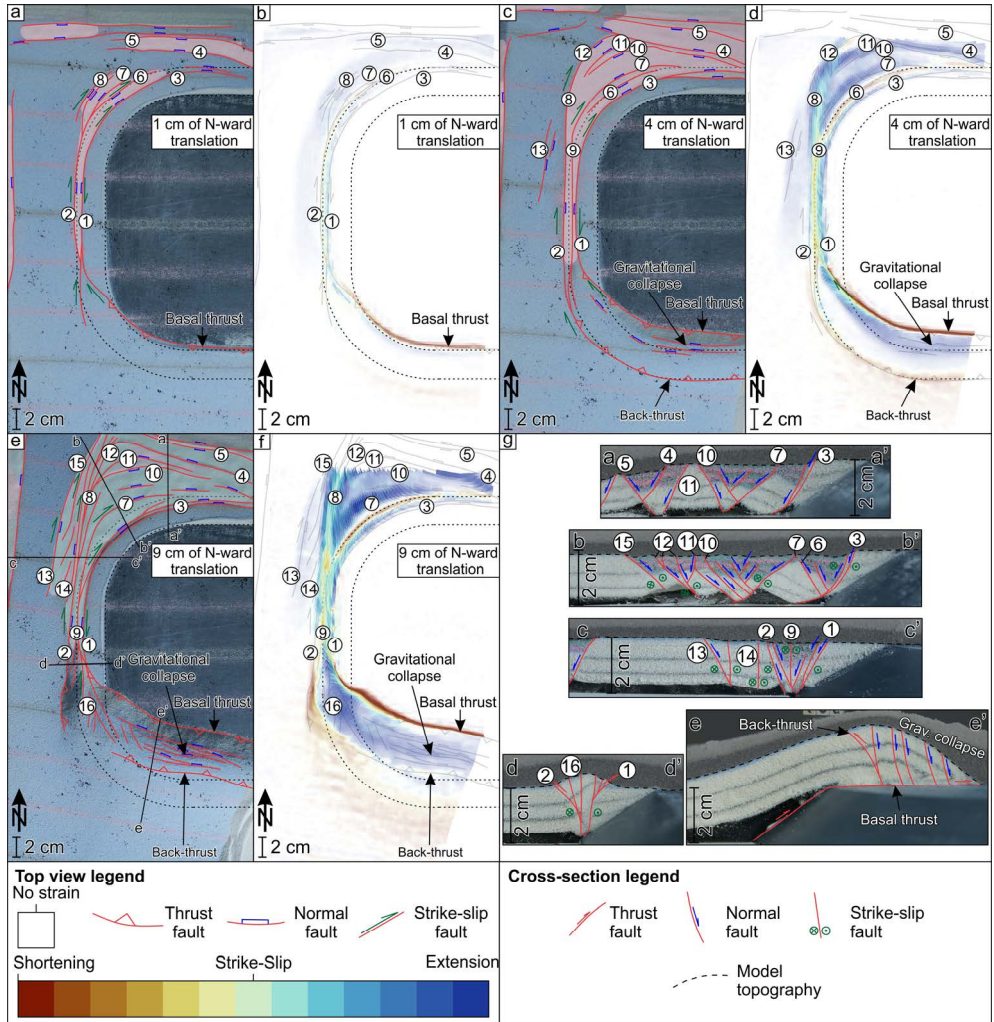 a
5
4
8
7
6
3
1 cm of N-ward
translation
2
1
Basal thrust
N
2 cm
b
5
4
8
7
6
3
1 cm of N-ward
translation
2
1
Basal thrust
N
2 cm
c
5
12
11
10
4
7
3
8
6
4 cm of N-ward
translation
13
9
2
1
Gravitational
collapse
Basal thrust
N
2 cm
Back-thrust
d
5
12
11
10
4
7
3
8
6
4 cm of N-ward
translation
13
9
2
1
Gravitational
collapse
Basal thrust
N
2 cm
Back-thrust
e
b
a
12
15
11
5
10
4
8
7
3
a'
b'
c
c'
9 cm of N-ward
translation
13
14
9
2
1
d
d'
Gravitational
collapse
16
e'
Basal thrust
N
e
2 cm
Back-thrust
f
12
15
11
5
10
4
8
7
3
9 cm of N-ward
translation
13
14
9
2
1
16
Gravitational
collapse
Basal thrust
N
2 cm
Back-thrust
g
a
5
4
10
7
3
a'
11
2 cm
b
15
12
11
10
7
6
3
b'
2 cm
c
2
9
1
c'
13
14
2 cm
d
2
16
1
d'
2 cm
e
Back-thrust
Grav. collapse
e'
2 cm
Basal thrust
Top view legend
No strain
Thrust
fault
Normal
fault
Strike-slip
fault
Shortening
Strike-Slip
Extension
Cross-section legend
Thrust
fault
Normal
fault
Strike-slip
fault
Model
topography